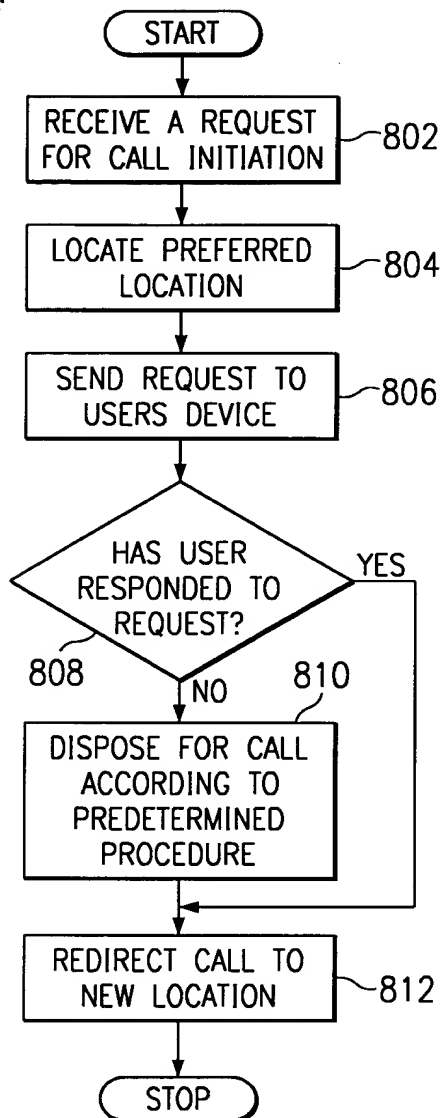 START
RECEIVE A REQUEST
FOR CALL INITIATION
802
LOCATE PREFERRED
LOCATION
804
SEND REQUEST TO
USERS DEVICE
806
HAS USER
RESPONDED TO
REQUEST?
YES
808
NO
810
DISPOSE FOR CALL
ACCORDING TO
PREDETERMINED
PROCEDURE
REDIRECT CALL TO
NEW LOCATION
812
STOP